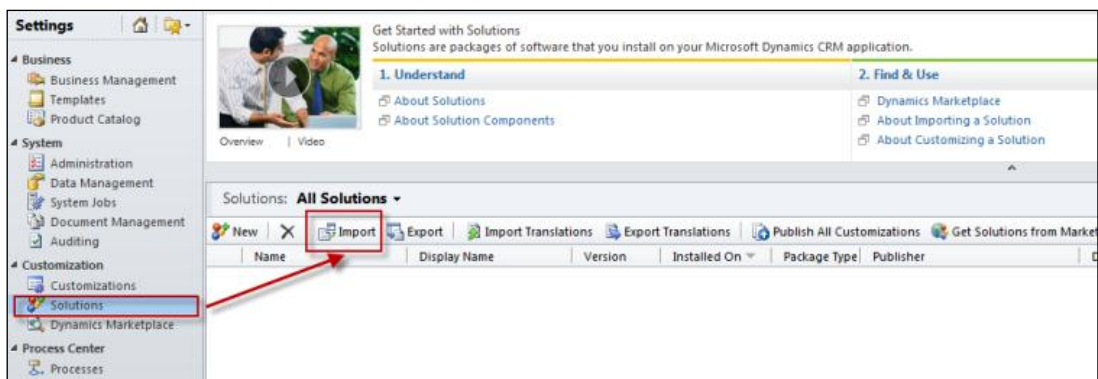 Settings
Business
Business Management
Templates
Product Catalog
System
Administration
Data Management
System Jobs
Document Management
Auditing
Customization
Customizations
Solutions
Dynamics Marketplace
Process Center
Processes
Get Started with Solutions
Solutions are packages of software that you install on your Microsoft Dynamics CRM application.
1. Understand
About Solutions
About Solution Components
2. Find & Use
Dynamics Marketplace
About Importing a Solution
About Customizing a Solution
Overview | Video
Solutions: All Solutions
New Import Export Import Translations Export Translations Publish All Customizations Get Solutions from Market
Name Display Name Version Installed On Package Type Publisher